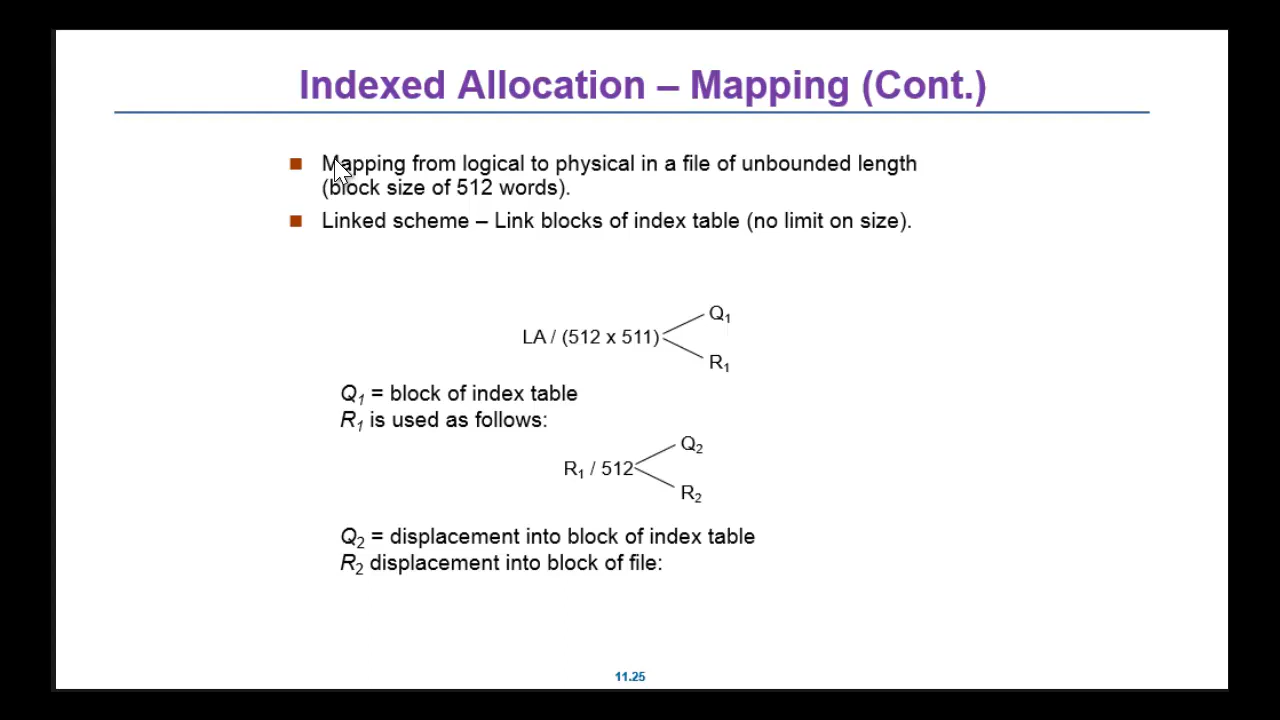 Indexed Allocation – Mapping (Cont.)
Mapping from logical to physical in a file of unbounded length
(block size of 512 words).
Linked scheme – Link blocks of index table (no limit on size).
Q₁
LA / (512 x 511)
R₁
Q₁ = block of index table
R₁ is used as follows:
Q₂
R₁ / 512
R₂
Q₂ = displacement into block of index table
R₂ displacement into block of file:
11.25